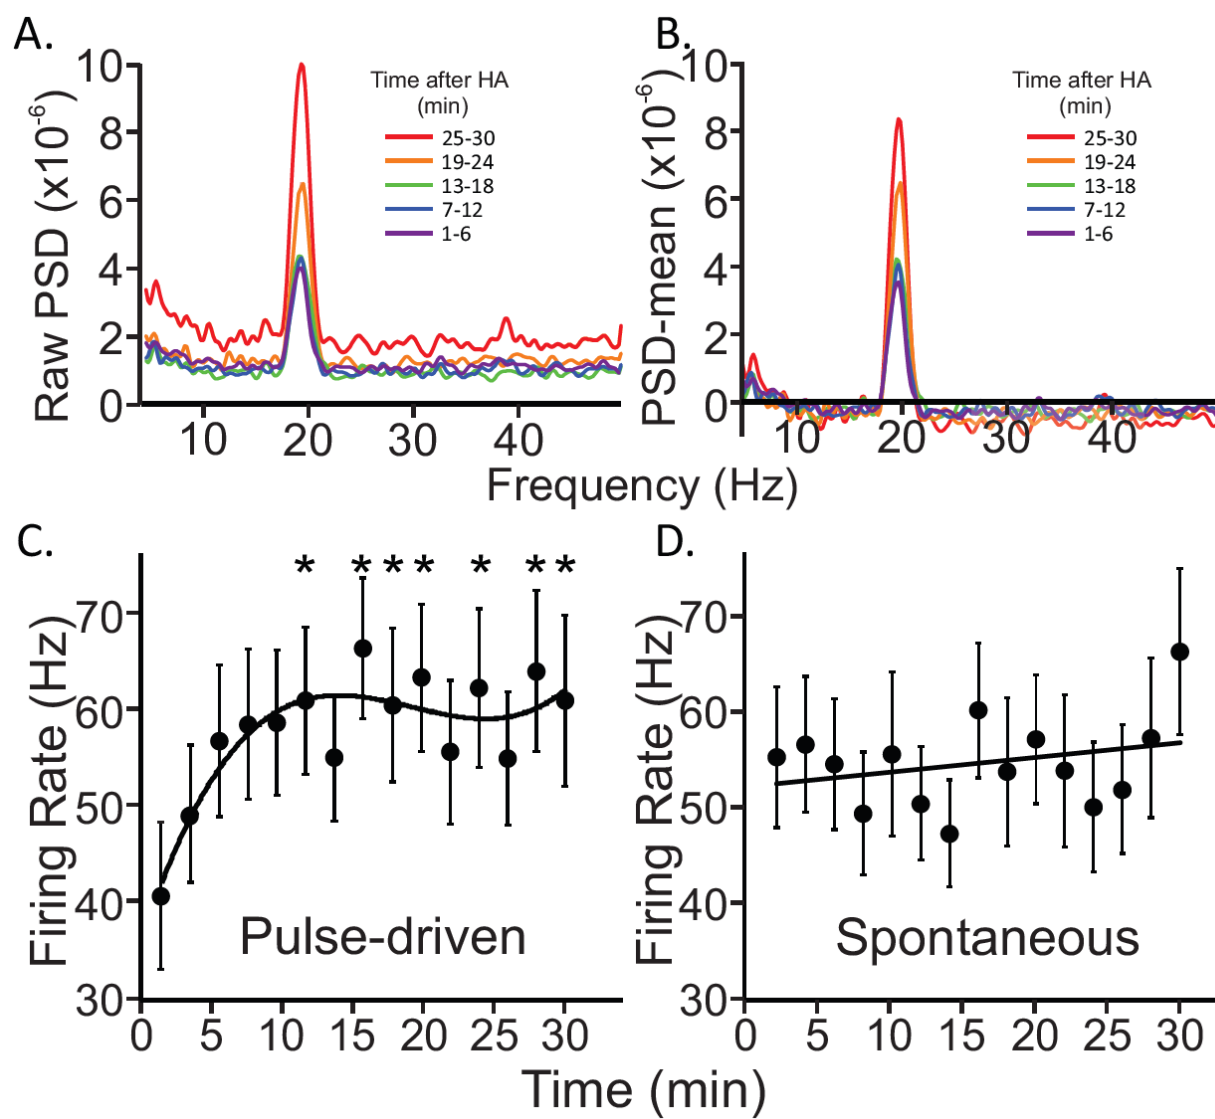 A.
Raw PSD (x10-6)
10
8
6
4
2
0
10 20 30 40
Time after HA
(min)
25-30
19-24
13-18
7-12
1-6
B.
PSD-mean (x10-6)
10
8
6
4
2
0
10 20 30 40
Time after HA
(min)
25-30
19-24
13-18
7-12
1-6
Frequency (Hz)
C.
Firing Rate (Hz)
70
60
50
40
30
* * * * * * *
Pulse-driven
0 5 10 15 20 25 30
D.
Firing Rate (Hz)
70
60
50
40
30
Spontaneous
0 5 10 15 20 25 30
Time (min)